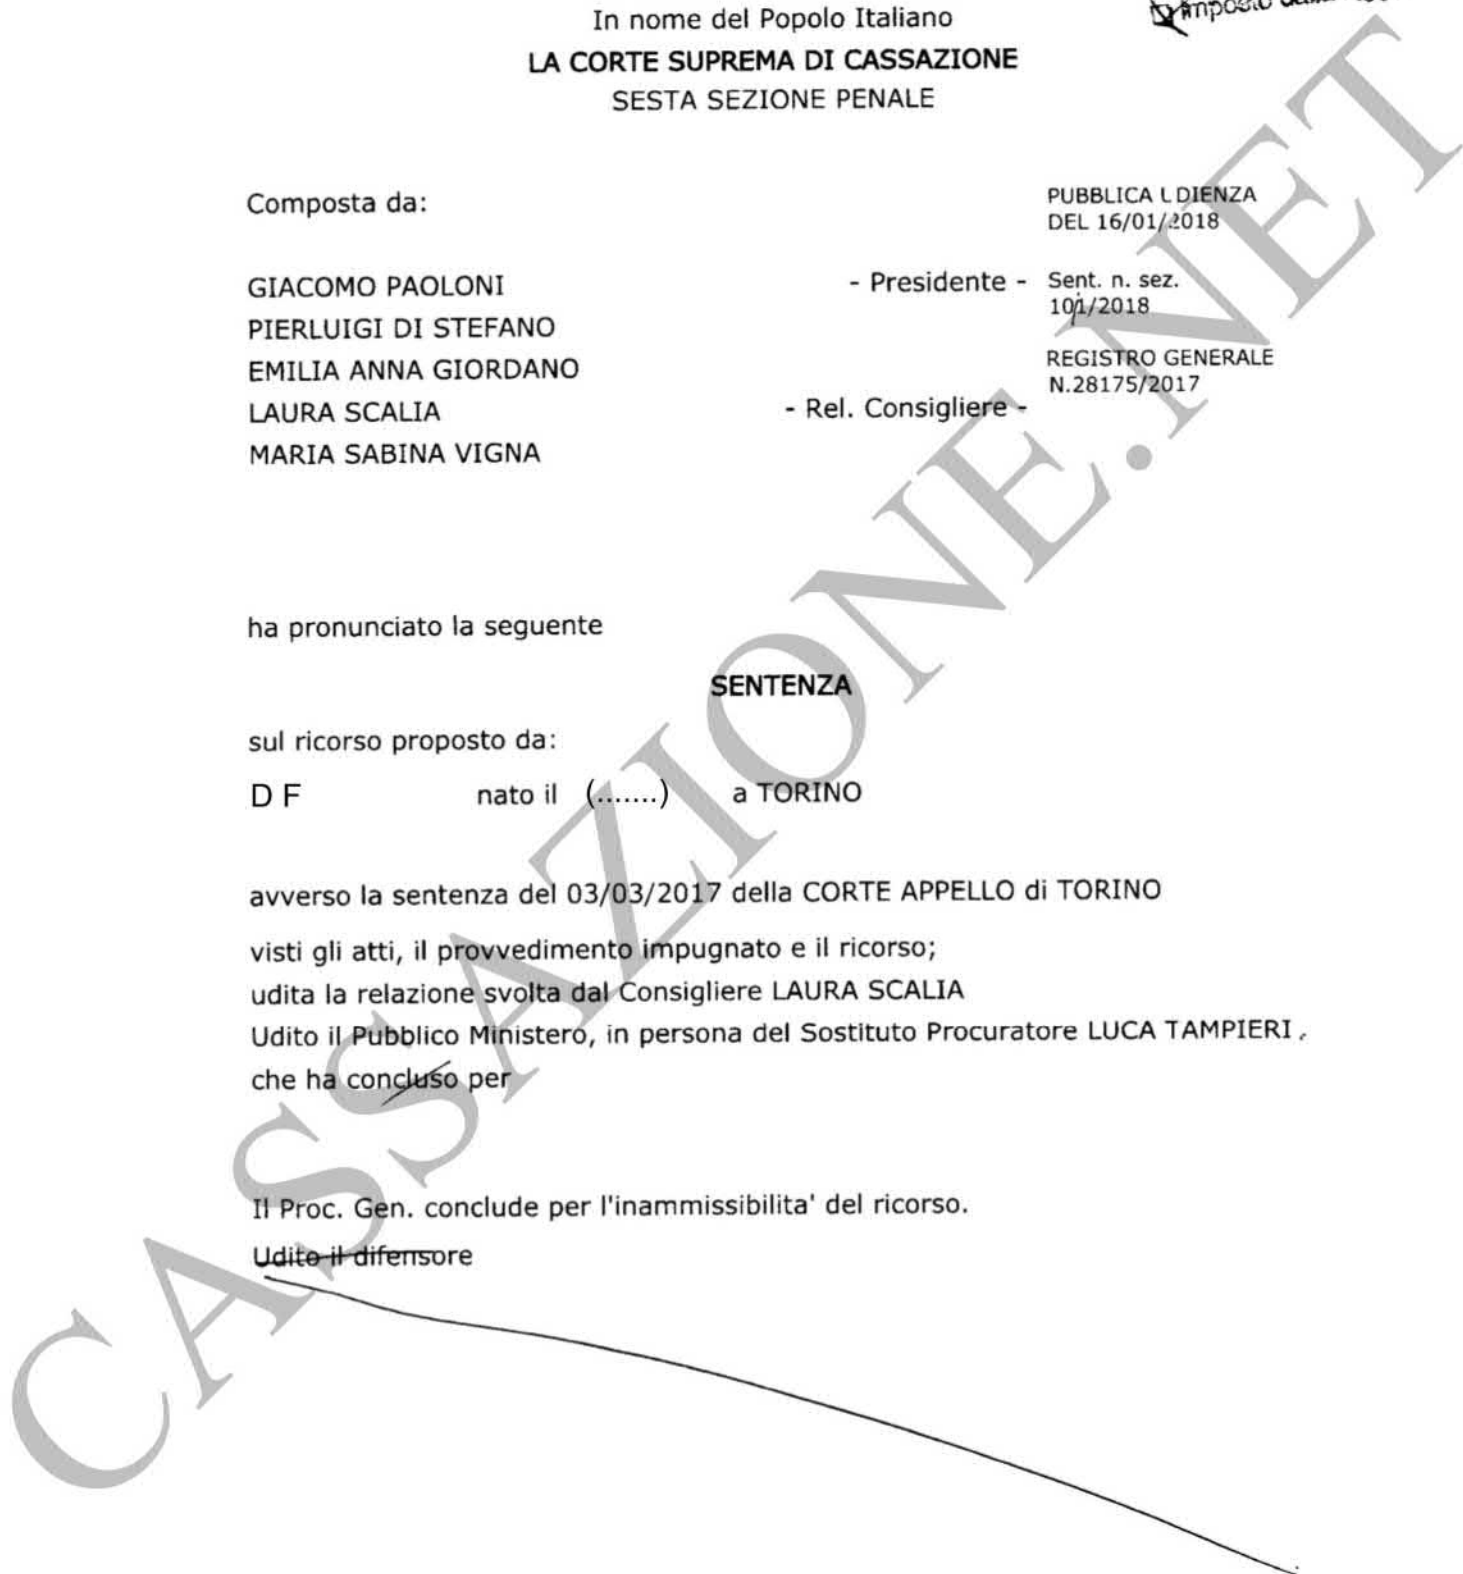 imposto
In nome del Popolo Italiano
LA CORTE SUPREMA DI CASSAZIONE
SESTA SEZIONE PENALE
Composta da:
PUBBLICA UDIENZA
DEL 16/01/2018
GIACOMO PAOLONI - Presidente -
Sent. n. sez.
101/2018
PIERLUIGI DI STEFANO
EMILIA ANNA GIORDANO
REGISTRO GENERALE
N.28175/2017
LAURA SCALIA - Rel. Consigliere -
MARIA SABINA VIGNA
ha pronunciato la seguente
SENTENZA
sul ricorso proposto da:
D F nato il (.......) a TORINO
avverso la sentenza del 03/03/2017 della CORTE APPELLO di TORINO
visti gli atti, il provvedimento impugnato e il ricorso;
udita la relazione svolta dal Consigliere LAURA SCALIA
Udito il Pubblico Ministero, in persona del Sostituto Procuratore LUCA TAMPIERI
che ha concluso per
Il Proc. Gen. conclude per l'inammissibilita' del ricorso.
Udito il difensore
CASSAZIONE.NET